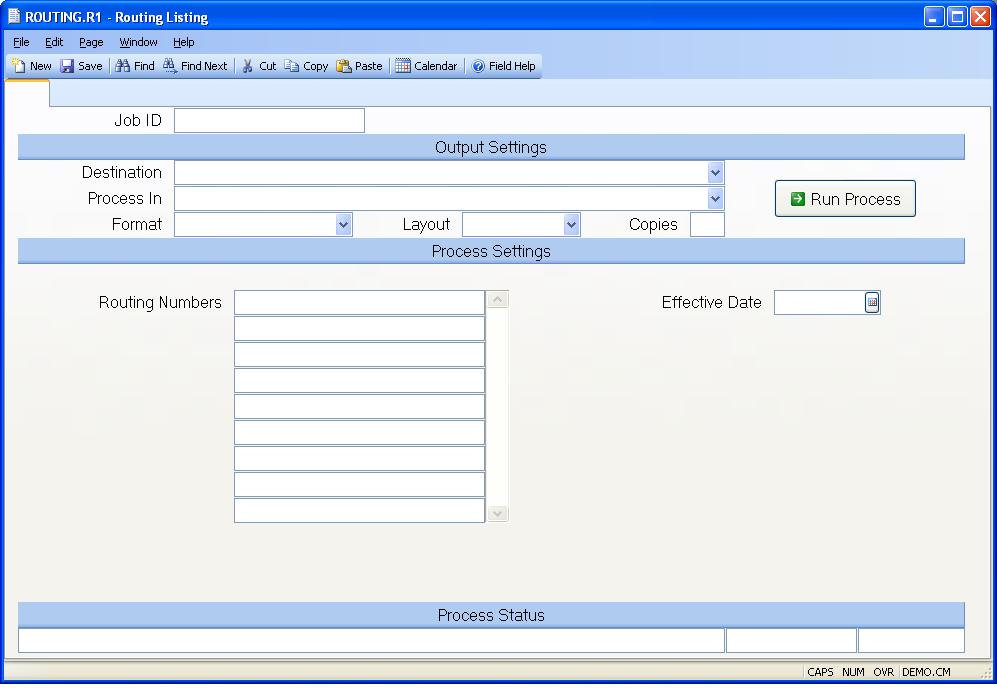 ROUTING.R1 - Routing Listing
File Edit Page Window Help
New Save Find Find Next Cut Copy Paste Calendar Field Help
Job ID
Output Settings
Destination
Process In
Run Process
Format Layout Copies
Process Settings
Routing Numbers Effective Date
Process Status
CAPS NUM OVR DEMO.CM